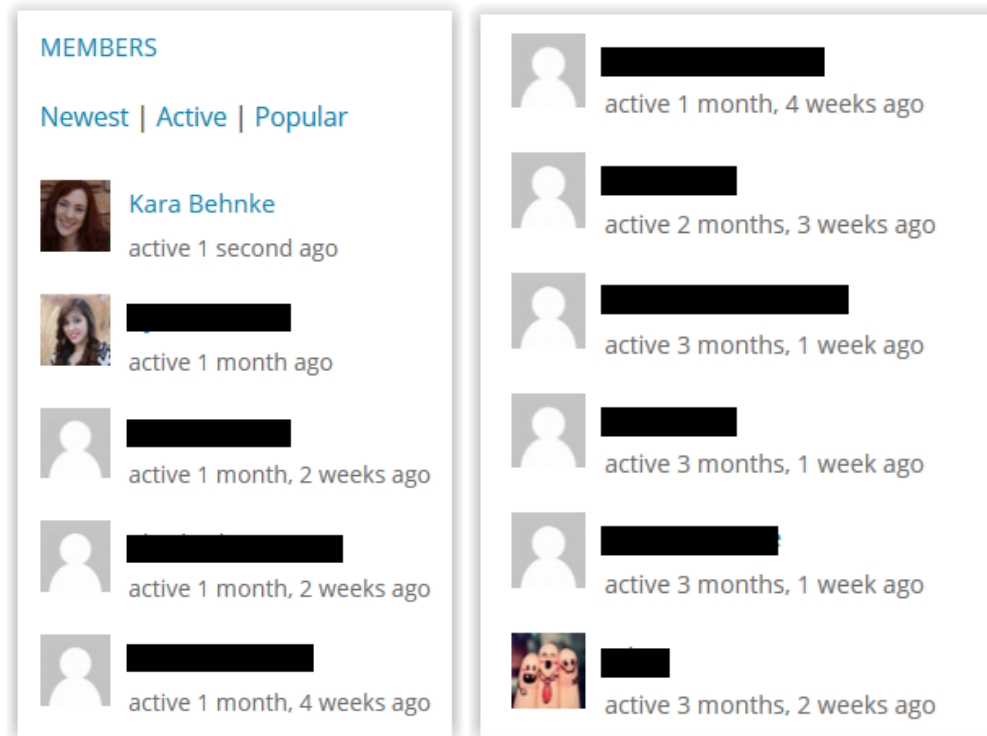 MEMBERS
Newest | Active | Popular
Kara Behnke
active 1 second ago
active 1 month ago
active 1 month, 2 weeks ago
active 1 month, 2 weeks ago
active 1 month, 4 weeks ago
active 1 month, 4 weeks ago
active 2 months, 3 weeks ago
active 3 months, 1 week ago
active 3 months, 1 week ago
active 3 months, 1 week ago
active 3 months, 2 weeks ago